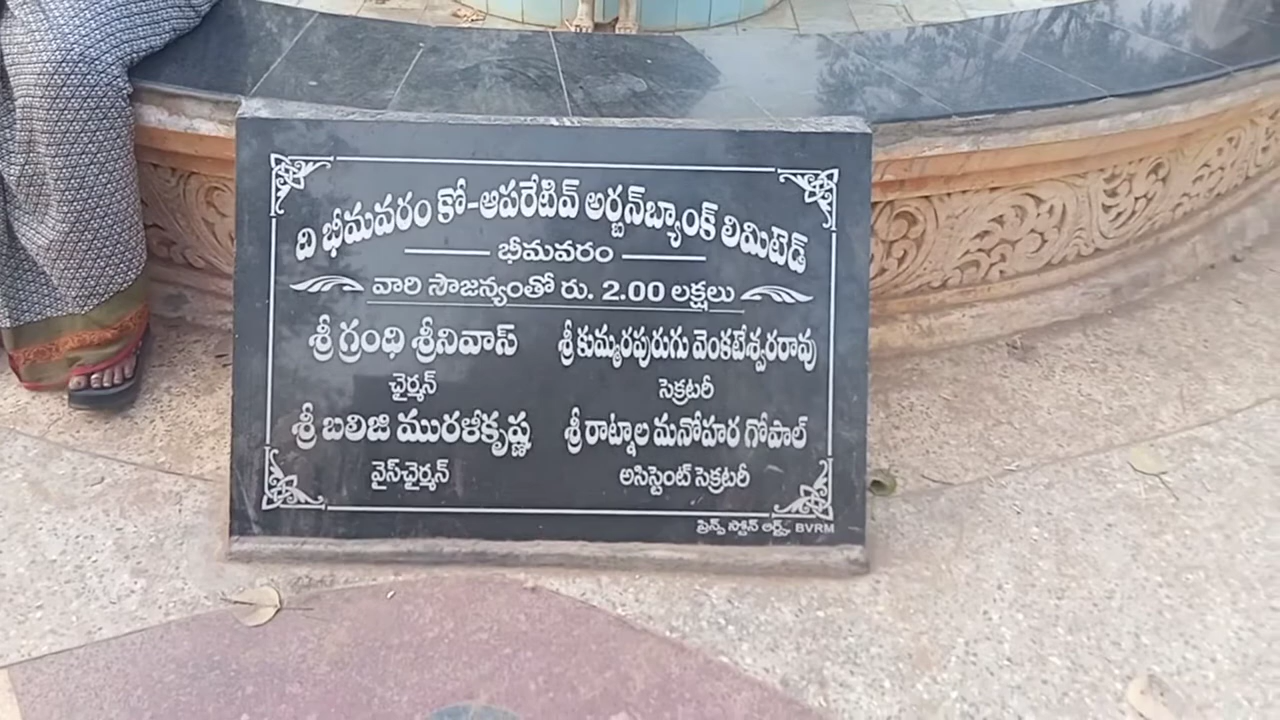 ది భీమవరం కో-ఆపరేటివ్ అర్బన్‌బ్యాంక్ లిమిటెడ్
భీమవరం
వారి సౌజన్యంతో రు. 2.00 లక్షలు
శ్రీ గ్రంధి శ్రీనివాస్ శ్రీ కుమ్మరపురుగు వెంకటేశ్వరరావు
ఛైర్మన్ సెక్రటరీ
శ్రీ బలిజి మురళీకృష్ణ శ్రీ రాట్నాల మనోహర గోపాల్
వైస్‌ఛైర్మన్ అసిస్టెంట్ సెక్రటరీ
ప్రిన్స్ స్టోన్ ఆర్ట్స్, BVRM